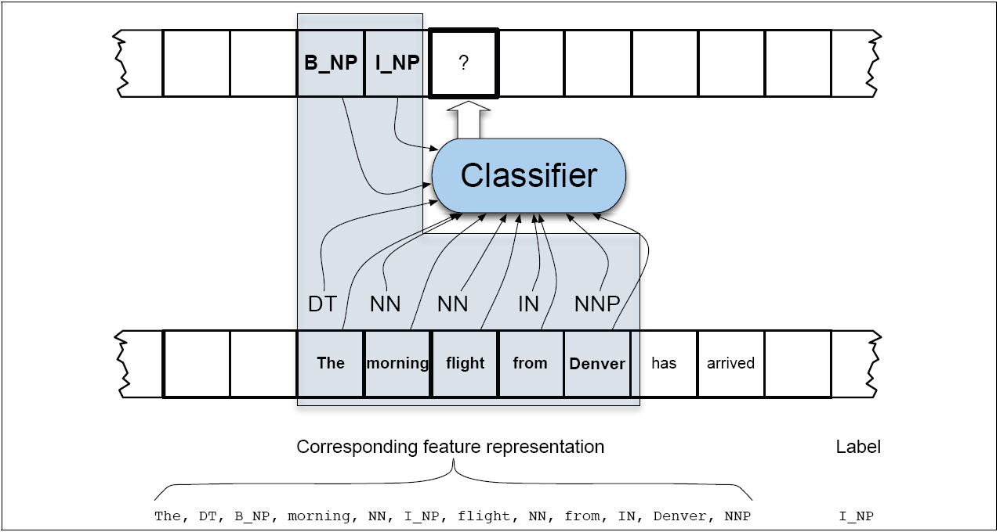 B_NP I_NP ?
Classifier
DT NN NN IN NNP
The morning flight from Denver has arrived
Corresponding feature representation Label
The, DT, B_NP, morning, NN, I_NP, flight, NN, from, IN, Denver, NNP I_NP